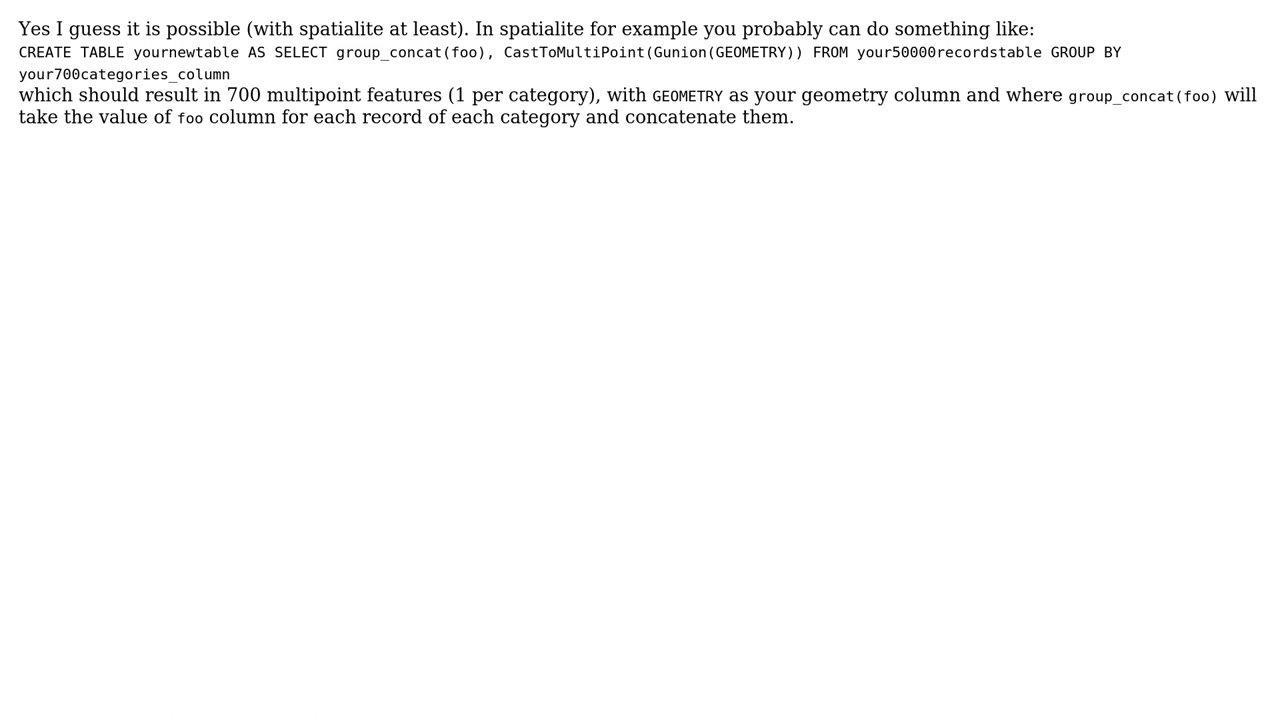 Yes I guess it is possible (with spatialite at least). In spatialite for example you probably can do something like:
CREATE TABLE yournewtable AS SELECT group_concat(foo), CastToMultiPoint(Gunion(GEOMETRY)) FROM your50000recordstable GROUP BY
your700categories_column
which should result in 700 multipoint features (1 per category), with GEOMETRY as your geometry column and where group_concat(foo) will
take the value of foo column for each record of each category and concatenate them.